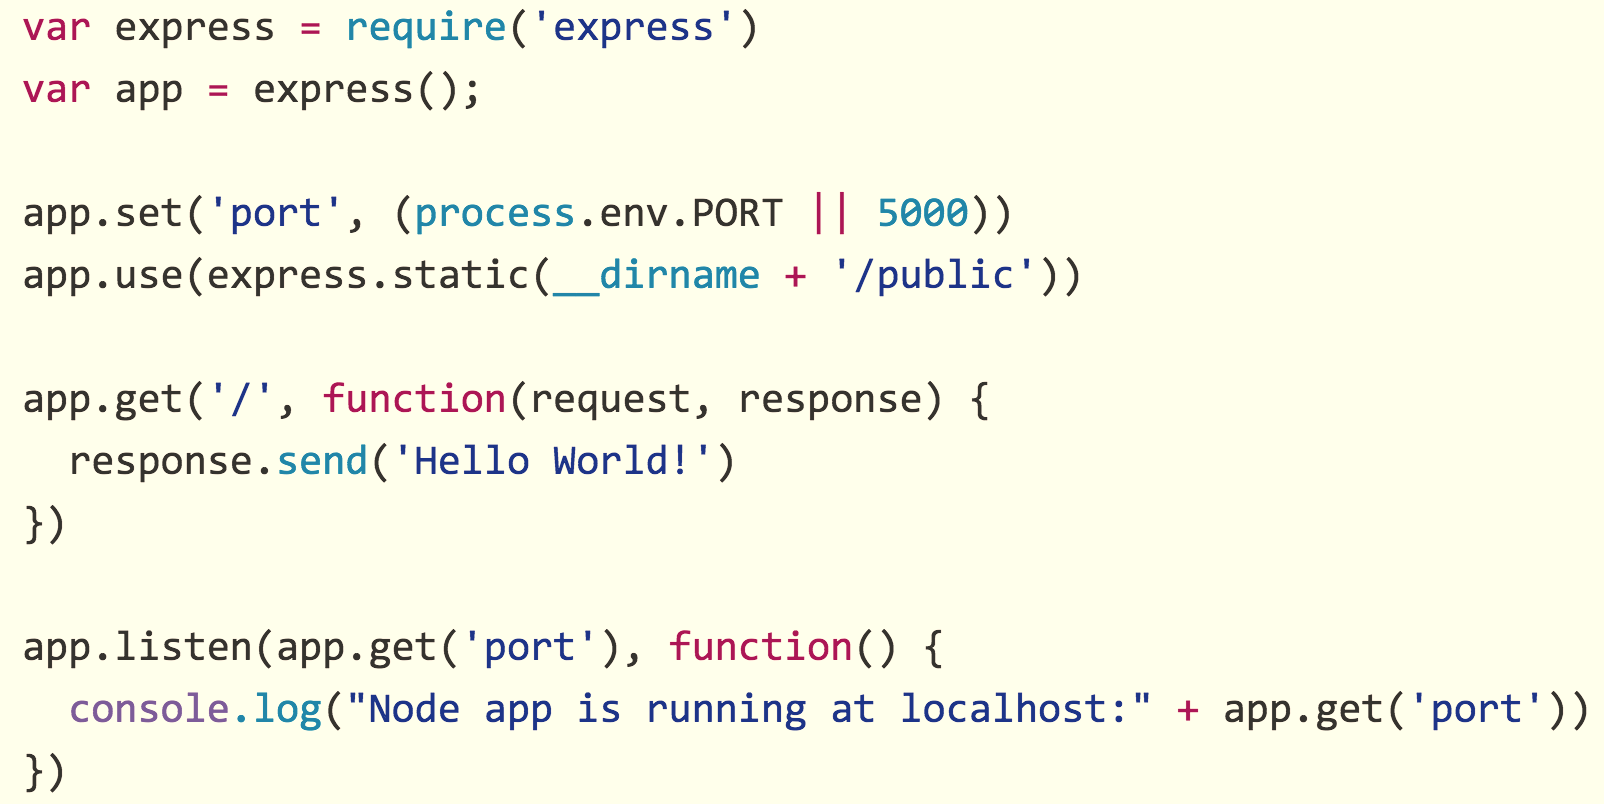 var express = require('express')
var app = express();

app.set('port', (process.env.PORT || 5000))
app.use(express.static(__dirname + '/public'))

app.get('/', function(request, response) {
  response.send('Hello World!')
})

app.listen(app.get('port'), function() {
  console.log("Node app is running at localhost:" + app.get('port'))
})